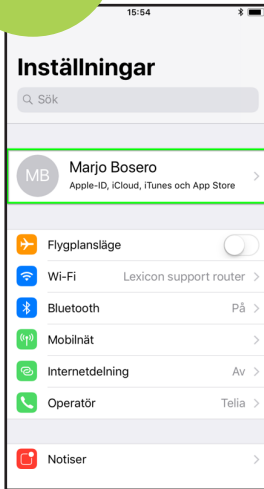 15:54
Inställningar
Sök
MB
Marjo Bosero
Apple-ID, iCloud, iTunes och App Store
Flygplansläge
Wi-Fi Lexicon support router
Bluetooth På
Mobilnät
Internetdelning Av
Operatör Telia
Notiser